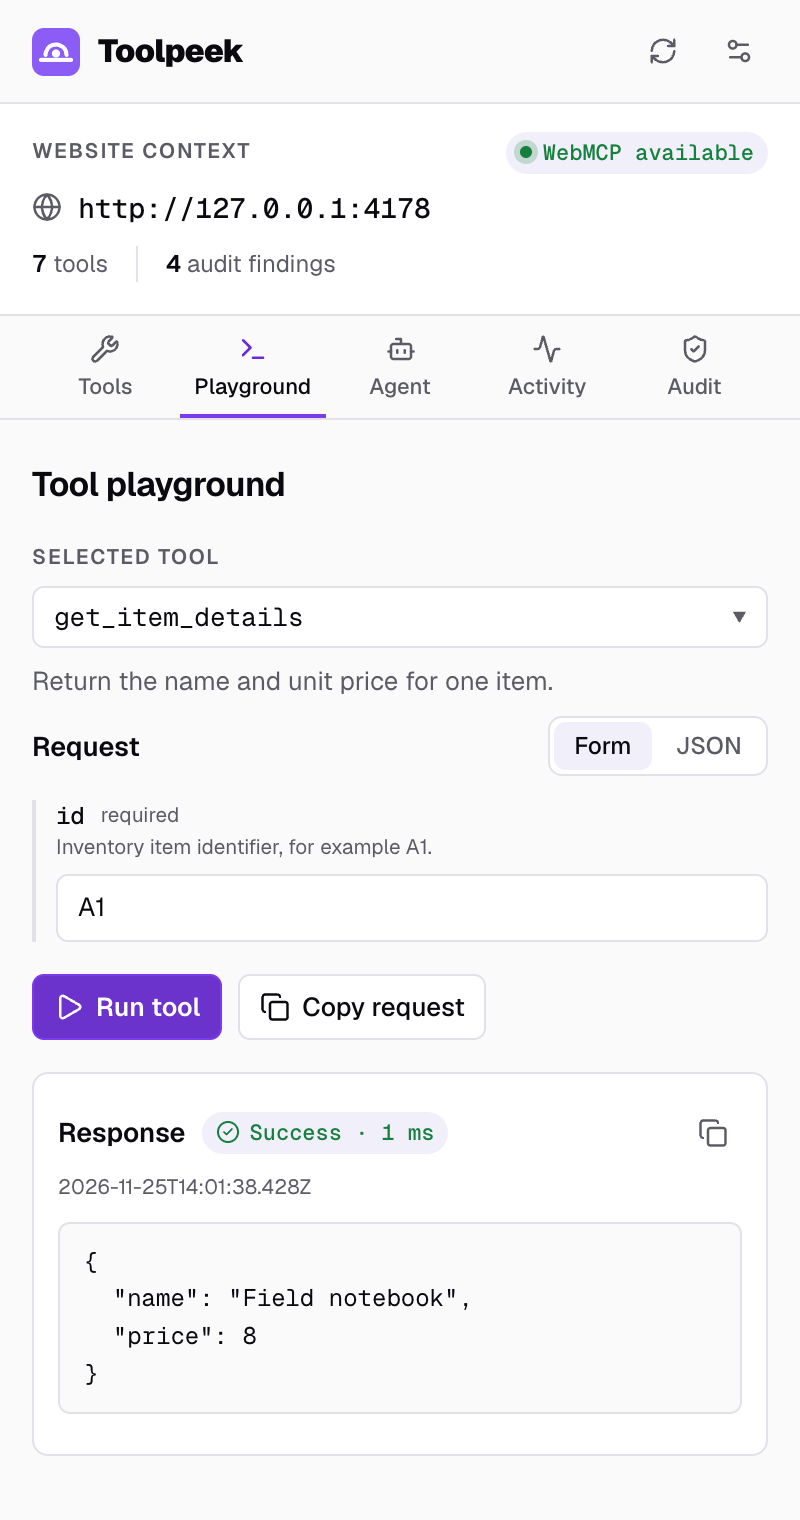 Toolpeek
WEBSITE CONTEXT
WebMCP available
http://127.0.0.1:4178
7 tools
4 audit findings
Tools
Playground
Agent
Activity
Audit
Tool playground
SELECTED TOOL
get_item_details
Return the name and unit price for one item.
Request
Form
JSON
id required
Inventory item identifier, for example A1.
A1
Run tool
Copy request
Response
Success · 1 ms
2026-11-25T14:01:38.428Z
{
  "name": "Field notebook",
  "price": 8
}